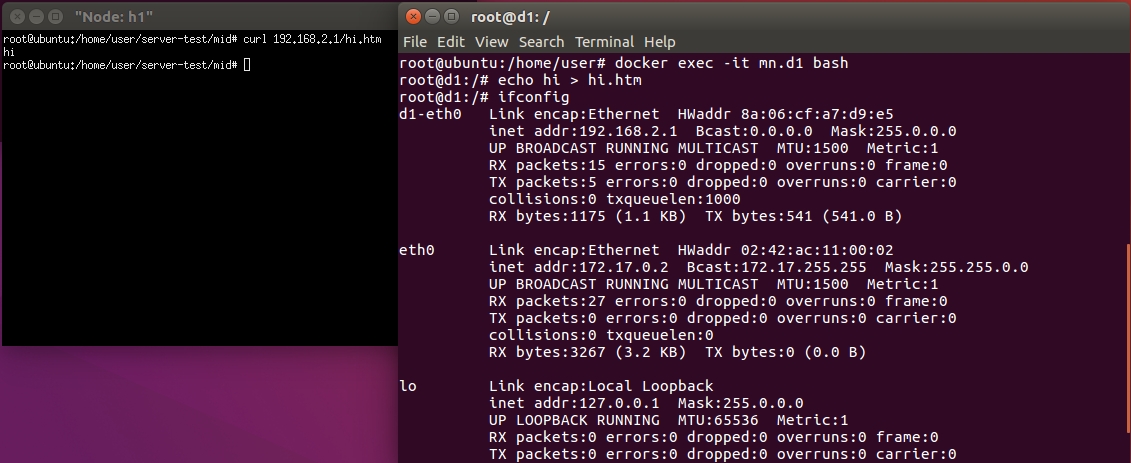 "Node: h1"
root@ubuntu:/home/user/server-test/mid# curl 192.168.2.1/hi.htm
hi
root@ubuntu:/home/user/server-test/mid#
root@d1: /
File Edit View Search Terminal Help
root@ubuntu:/home/user# docker exec -it mn.d1 bash
root@d1:/# echo hi > hi.htm
root@d1:/# ifconfig
d1-eth0 Link encap:Ethernet HWaddr 8a:06:cf:a7:d9:e5
inet addr:192.168.2.1 Bcast:0.0.0.0 Mask:255.0.0.0
UP BROADCAST RUNNING MULTICAST MTU:1500 Metric:1
RX packets:15 errors:0 dropped:0 overruns:0 frame:0
TX packets:5 errors:0 dropped:0 overruns:0 carrier:0
collisions:0 txqueuelen:1000
RX bytes:1175 (1.1 KB) TX bytes:541 (541.0 B)
eth0 Link encap:Ethernet HWaddr 02:42:ac:11:00:02
inet addr:172.17.0.2 Bcast:172.17.255.255 Mask:255.255.0.0
UP BROADCAST RUNNING MULTICAST MTU:1500 Metric:1
RX packets:27 errors:0 dropped:0 overruns:0 frame:0
TX packets:0 errors:0 dropped:0 overruns:0 carrier:0
collisions:0 txqueuelen:0
RX bytes:3267 (3.2 KB) TX bytes:0 (0.0 B)
lo Link encap:Local Loopback
inet addr:127.0.0.1 Mask:255.0.0.0
UP LOOPBACK RUNNING MTU:65536 Metric:1
RX packets:0 errors:0 dropped:0 overruns:0 frame:0
TX packets:0 errors:0 dropped:0 overruns:0 carrier:0